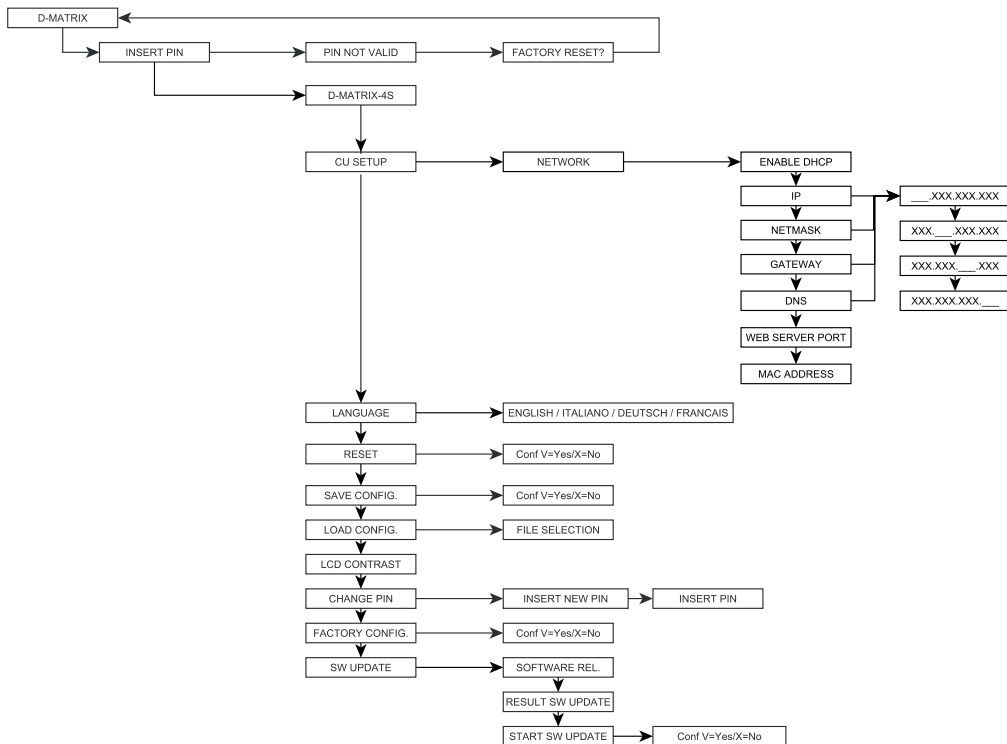 D-MATRIX
INSERT PIN
PIN NOT VALID
FACTORY RESET?
D-MATRIX-4S
CU SETUP
NETWORK
ENABLE DHCP
IP
___.XXX.XXX.XXX
NETMASK
XXX.___.XXX.XXX
GATEWAY
XXX.XXX.___.XXX
DNS
XXX.XXX.XXX.___
WEB SERVER PORT
MAC ADDRESS
LANGUAGE
ENGLISH / ITALIANO / DEUTSCH / FRANCAIS
RESET
Conf V=Yes/X=No
SAVE CONFIG.
Conf V=Yes/X=No
LOAD CONFIG.
FILE SELECTION
LCD CONTRAST
CHANGE PIN
INSERT NEW PIN
INSERT PIN
FACTORY CONFIG.
Conf V=Yes/X=No
SW UPDATE
SOFTWARE REL.
RESULT SW UPDATE
START SW UPDATE
Conf V=Yes/X=No